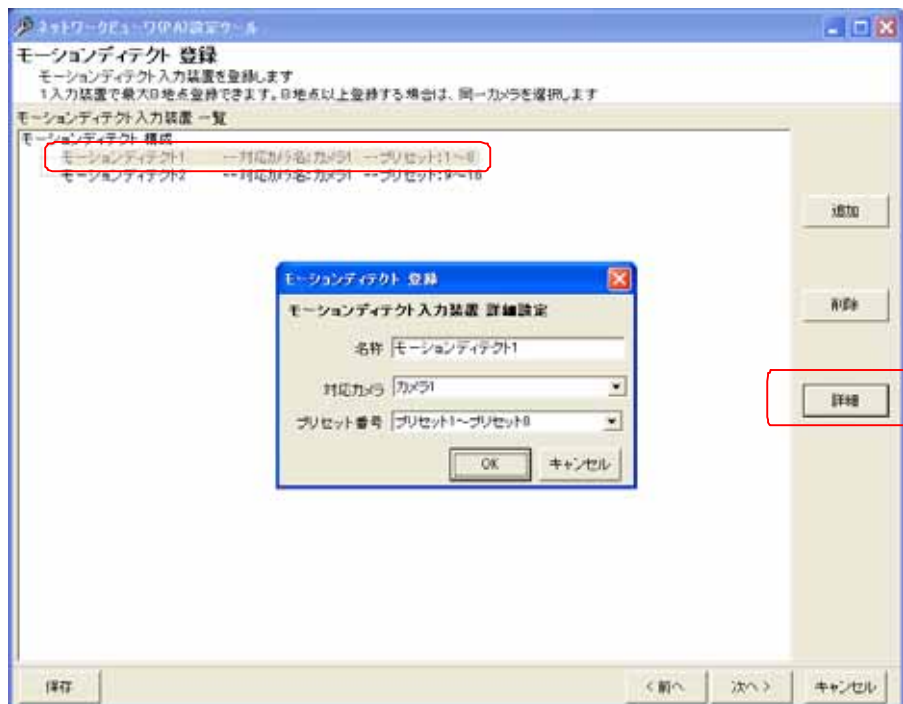 ネットワークビューワ(PA)設定ツール
モーションディテクト 登録
モーションディテクト入力装置を登録します
1入力装置で最大8地点登録できます。8地点以上登録する場合は、同一カメラを選択します
モーションディテクト入力装置 一覧
モーションディテクト 構成
モーションディテクト1 --対応カメラ名:カメラ1 --プリセット:1~8
モーションディテクト2 --対応カメラ名:カメラ1 --プリセット:9~16
追加
削除
詳細
モーションディテクト 登録
モーションディテクト入力装置 詳細設定
名称 モーションディテクト1
対応カメラ カメラ1
プリセット番号 プリセット1~プリセット8
OK キャンセル
保存 <前へ 次へ> キャンセル